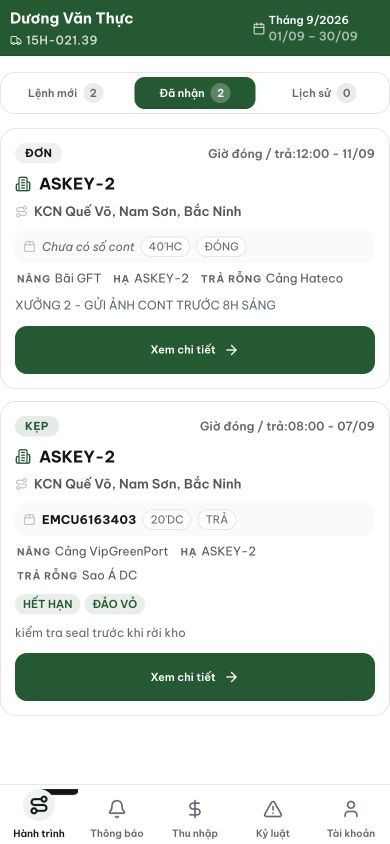 Dương Văn Thực
15H-021.39
Tháng 9/2026
01/09 – 30/09
Lệnh mới 2
Đã nhận 2
Lịch sử 0
ĐƠN
Giờ đóng / trả:12:00 - 11/09
ASKEY-2
KCN Quế Võ, Nam Sơn, Bắc Ninh
Chưa có số cont 40'HC ĐÓNG
NÂNG Bãi GFT HẠ ASKEY-2 TRẢ RỖNG Cảng Hateco
XƯỞNG 2 - GỬI ẢNH CONT TRƯỚC 8H SÁNG
Xem chi tiết →
KẸP
Giờ đóng / trả:08:00 - 07/09
ASKEY-2
KCN Quế Võ, Nam Sơn, Bắc Ninh
EMCU6163403 20'DC TRẢ
NÂNG Cảng VipGreenPort HẠ ASKEY-2
TRẢ RỖNG Sao Á DC
HẾT HẠN ĐẢO VỎ
kiểm tra seal trước khi rời kho
Xem chi tiết →
Hành trình
Thông báo
Thu nhập
Kỷ luật
Tài khoản